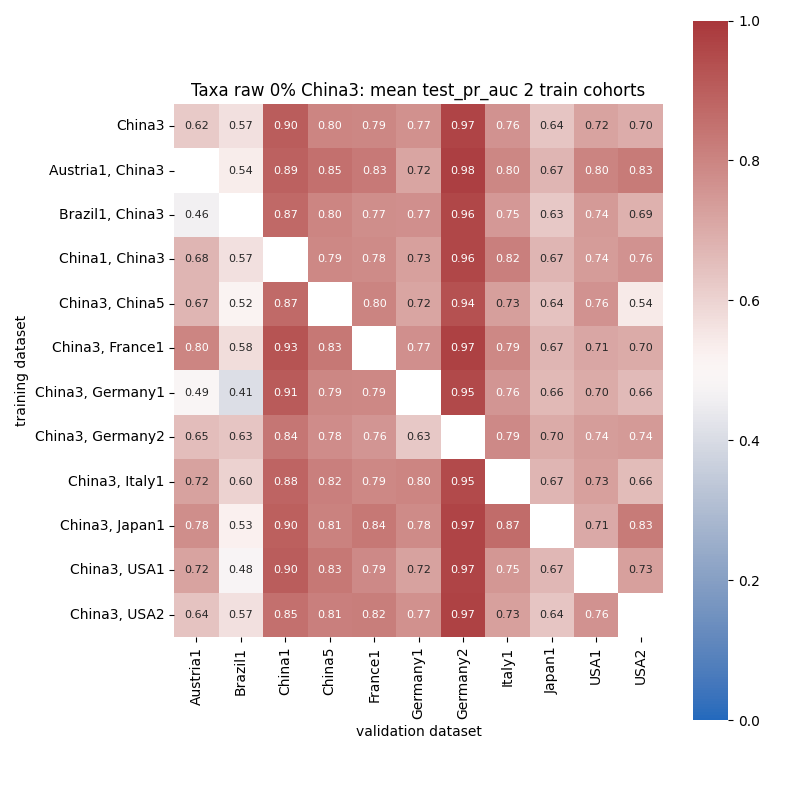 Taxa raw 0% China3: mean test_pr_auc 2 train cohorts
training dataset
China3 0.62 0.57 0.90 0.80 0.79 0.77 0.97 0.76 0.64 0.72 0.70
Austria1, China3 0.54 0.89 0.85 0.83 0.72 0.98 0.80 0.67 0.80 0.83
Brazil1, China3 0.46 0.87 0.80 0.77 0.77 0.96 0.75 0.63 0.74 0.69
China1, China3 0.68 0.57 0.79 0.78 0.73 0.96 0.82 0.67 0.74 0.76
China3, China5 0.67 0.52 0.87 0.80 0.72 0.94 0.73 0.64 0.76 0.54
China3, France1 0.80 0.58 0.93 0.83 0.77 0.97 0.79 0.67 0.71 0.70
China3, Germany1 0.49 0.41 0.91 0.79 0.79 0.95 0.76 0.66 0.70 0.66
China3, Germany2 0.65 0.63 0.84 0.78 0.76 0.63 0.79 0.70 0.74 0.74
China3, Italy1 0.72 0.60 0.88 0.82 0.79 0.80 0.95 0.67 0.73 0.66
China3, Japan1 0.78 0.53 0.90 0.81 0.84 0.78 0.97 0.87 0.71 0.83
China3, USA1 0.72 0.48 0.90 0.83 0.79 0.72 0.97 0.75 0.67 0.73
China3, USA2 0.64 0.57 0.85 0.81 0.82 0.77 0.97 0.73 0.64 0.76
Austria1 Brazil1 China1 China5 France1 Germany1 Germany2 Italy1 Japan1 USA1 USA2
validation dataset
1.0
0.8
0.6
0.4
0.2
0.0